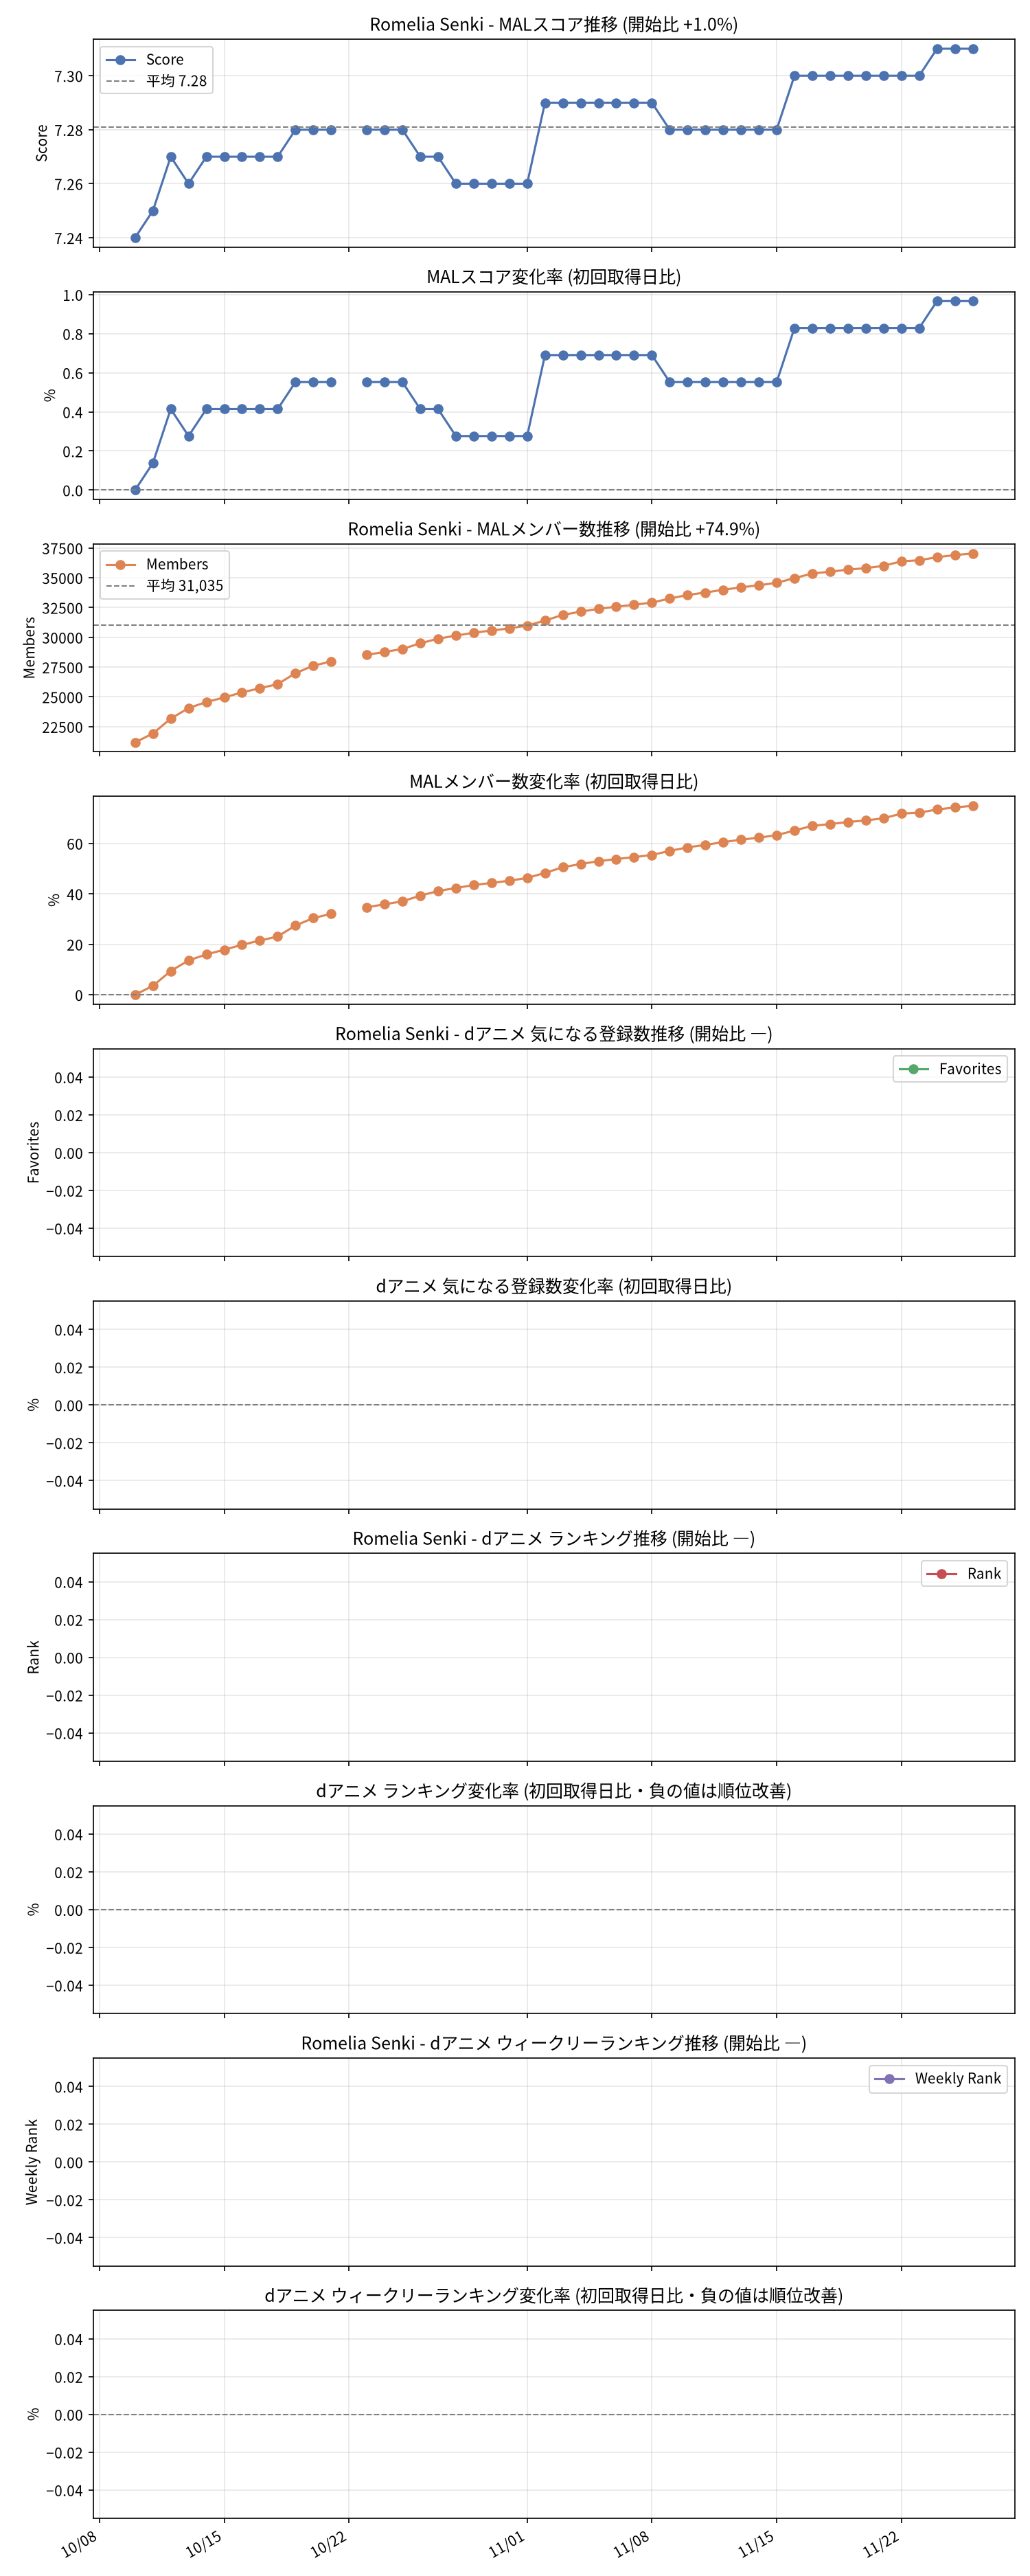 Romelia Senki - MALスコア推移 (開始比 +1.0%)
Score
平均 7.28
Score
7.30
7.28
7.26
7.24
MALスコア変化率 (初回取得日比)
%
1.0
0.8
0.6
0.4
0.2
0.0
Romelia Senki - MALメンバー数推移 (開始比 +74.9%)
Members
平均 31,035
Members
37500
35000
32500
30000
27500
25000
22500
MALメンバー数変化率 (初回取得日比)
%
60
40
20
0
Romelia Senki - dアニメ 気になる登録数推移 (開始比 —)
Favorites
Favorites
0.04
0.02
0.00
−0.02
−0.04
dアニメ 気になる登録数変化率 (初回取得日比)
%
0.04
0.02
0.00
−0.02
−0.04
Romelia Senki - dアニメ ランキング推移 (開始比 —)
Rank
Rank
0.04
0.02
0.00
−0.02
−0.04
dアニメ ランキング変化率 (初回取得日比・負の値は順位改善)
%
0.04
0.02
0.00
−0.02
−0.04
Romelia Senki - dアニメ ウィークリーランキング推移 (開始比 —)
Weekly Rank
Weekly Rank
0.04
0.02
0.00
−0.02
−0.04
dアニメ ウィークリーランキング変化率 (初回取得日比・負の値は順位改善)
%
0.04
0.02
0.00
−0.02
−0.04
10/08
10/15
10/22
11/01
11/08
11/15
11/22